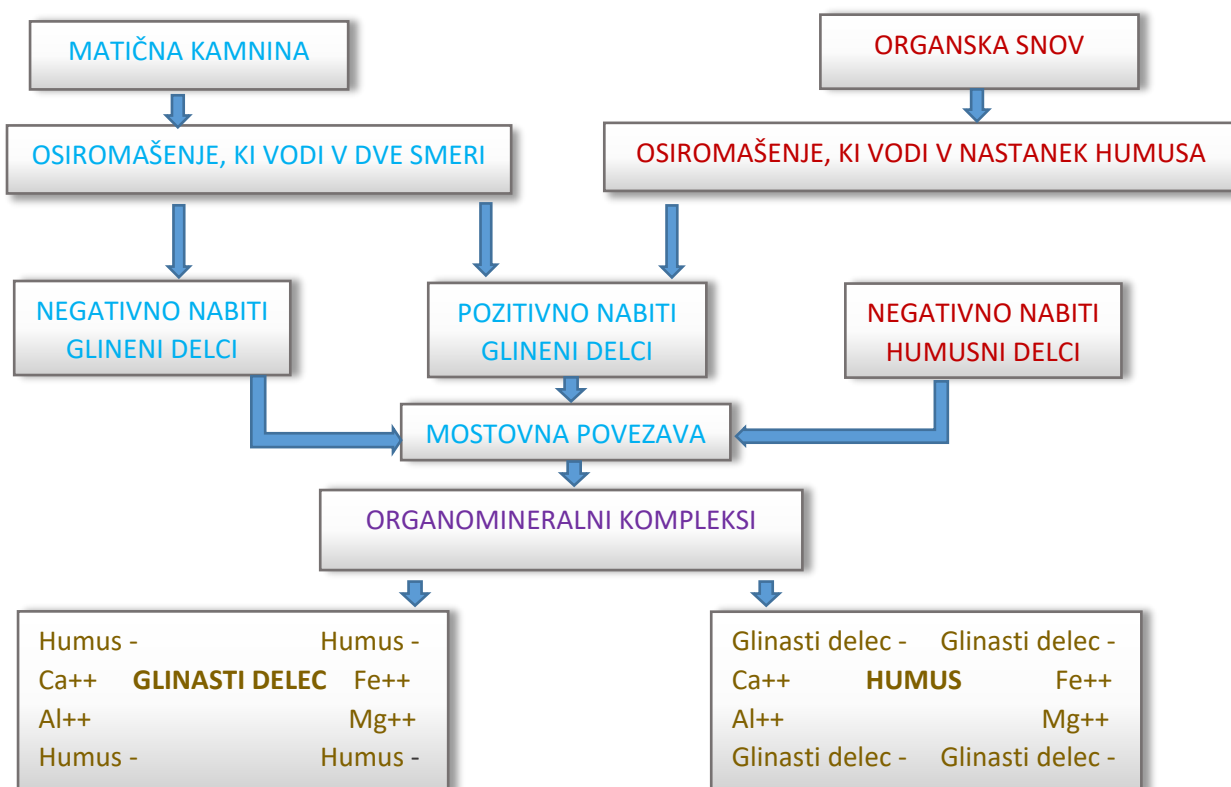 MATIČNA KAMNINA
ORGANSKA SNOV
OSIROMAŠENJE, KI VODI V DVE SMERI
OSIROMAŠENJE, KI VODI V NASTANEK HUMUSA
NEGATIVNO NABITI
GLINENI DELCI
POZITIVNO NABITI
GLINENI DELCI
NEGATIVNO NABITI
HUMUSNI DELCI
MOSTOVNA POVEZAVA
ORGANOMINERALNI KOMPLEKSI
Humus - Humus -
Ca++ GLINASTI DELEC Fe++
Al++ Mg++
Humus - Humus -
Glinasti delec - Glinasti delec -
Ca++ HUMUS Fe++
Al++ Mg++
Glinasti delec - Glinasti delec -